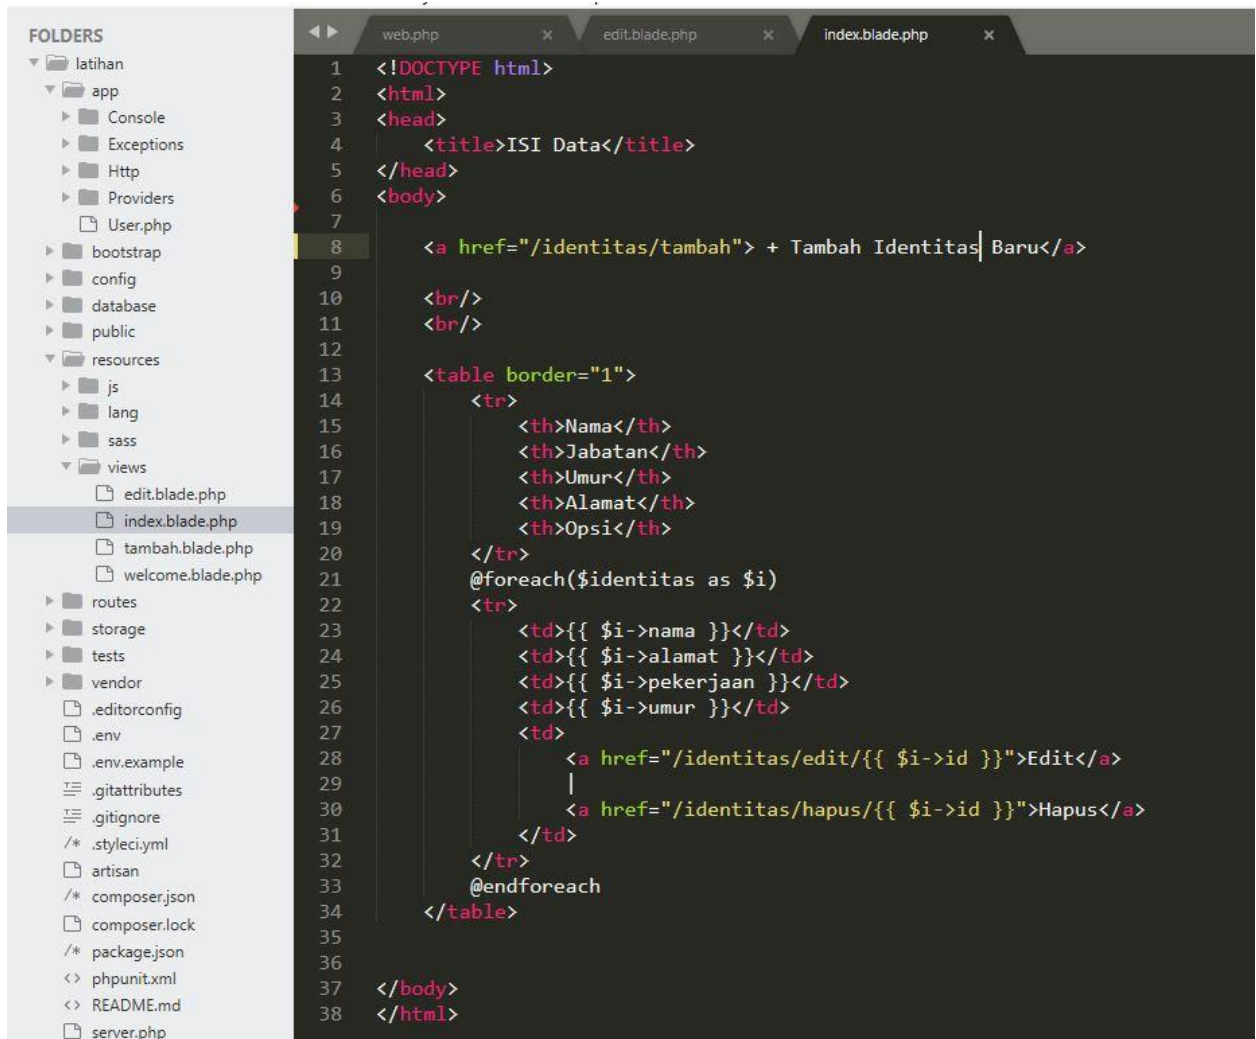 FOLDERS
latihan
app
Console
Exceptions
Http
Providers
User.php
bootstrap
config
database
public
resources
js
lang
sass
views
edit.blade.php
index.blade.php
tambah.blade.php
welcome.blade.php
routes
storage
tests
vendor
.editorconfig
.env
.env.example
.gitattributes
.gitignore
/* .styleci.yml
artisan
/* composer.json
composer.lock
/* package.json
<> phpunit.xml
<> README.md
server.php
web.php × edit.blade.php × index.blade.php ×
1 <!DOCTYPE html>
2 <html>
3 <head>
4 <title>ISI Data</title>
5 </head>
6 <body>
7
8 <a href="/identitas/tambah"> + Tambah Identitas Baru</a>
9
10 <br/>
11 <br/>
12
13 <table border="1">
14 <tr>
15 <th>Nama</th>
16 <th>Jabatan</th>
17 <th>Umur</th>
18 <th>Alamat</th>
19 <th>Opsi</th>
20 </tr>
21 @foreach($identitas as $i)
22 <tr>
23 <td>{{ $i->nama }}</td>
24 <td>{{ $i->alamat }}</td>
25 <td>{{ $i->pekerjaan }}</td>
26 <td>{{ $i->umur }}</td>
27 <td>
28 <a href="/identitas/edit/{{ $i->id }}">Edit</a>
29 |
30 <a href="/identitas/hapus/{{ $i->id }}">Hapus</a>
31 </td>
32 </tr>
33 @endforeach
34 </table>
35
36
37 </body>
38 </html>